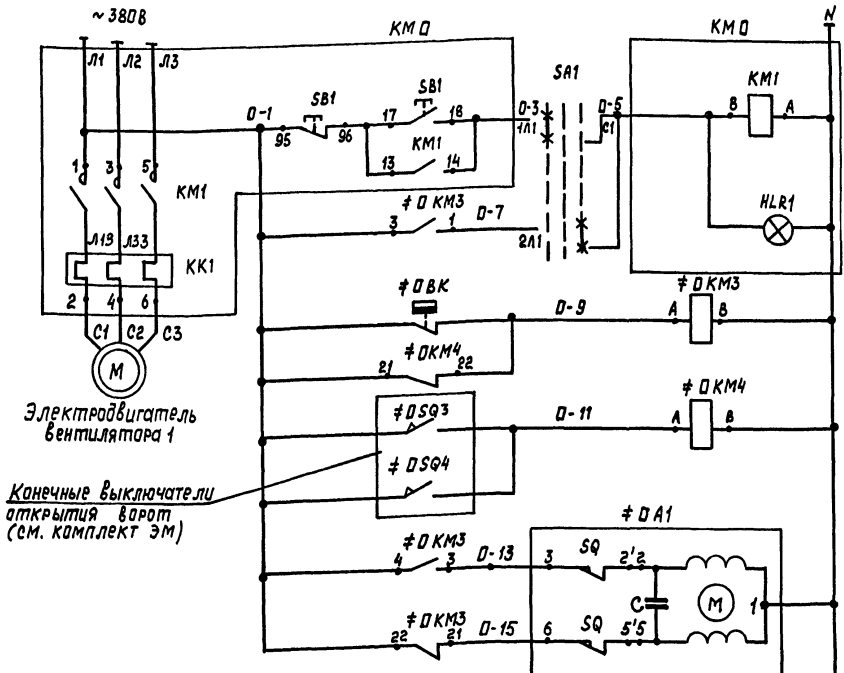 ~ 380В
КМ0
КМ0
N
Л1 Л2 Л3
SA1
КМ1
SB1
SB1
0-1
95 96 17 18
0-3
1Л1
0-5
С1
В А
КМ1
13 14
1 3 5
КМ1
HLR1
≠0 КМ3
3 1 0-7
2Л1
Л19 Л33
КК1
2 4 6
≠0ВК
0-9
≠0КМ3
А В
С1 С2 С3
М
≠0КМ4
21 22
≠0КМ4
Электродвигатель
вентилятора 1
≠0SQ3
0-11
А В
≠0SQ4
Конечные выключатели
открытия ворот
(см. комплект ЭМ)
≠0А1
≠0КМ3
4 3 0-13 3
SQ
2' 2
С
М
1
≠0КМ3
22 21 0-15 6
SQ
5' 5